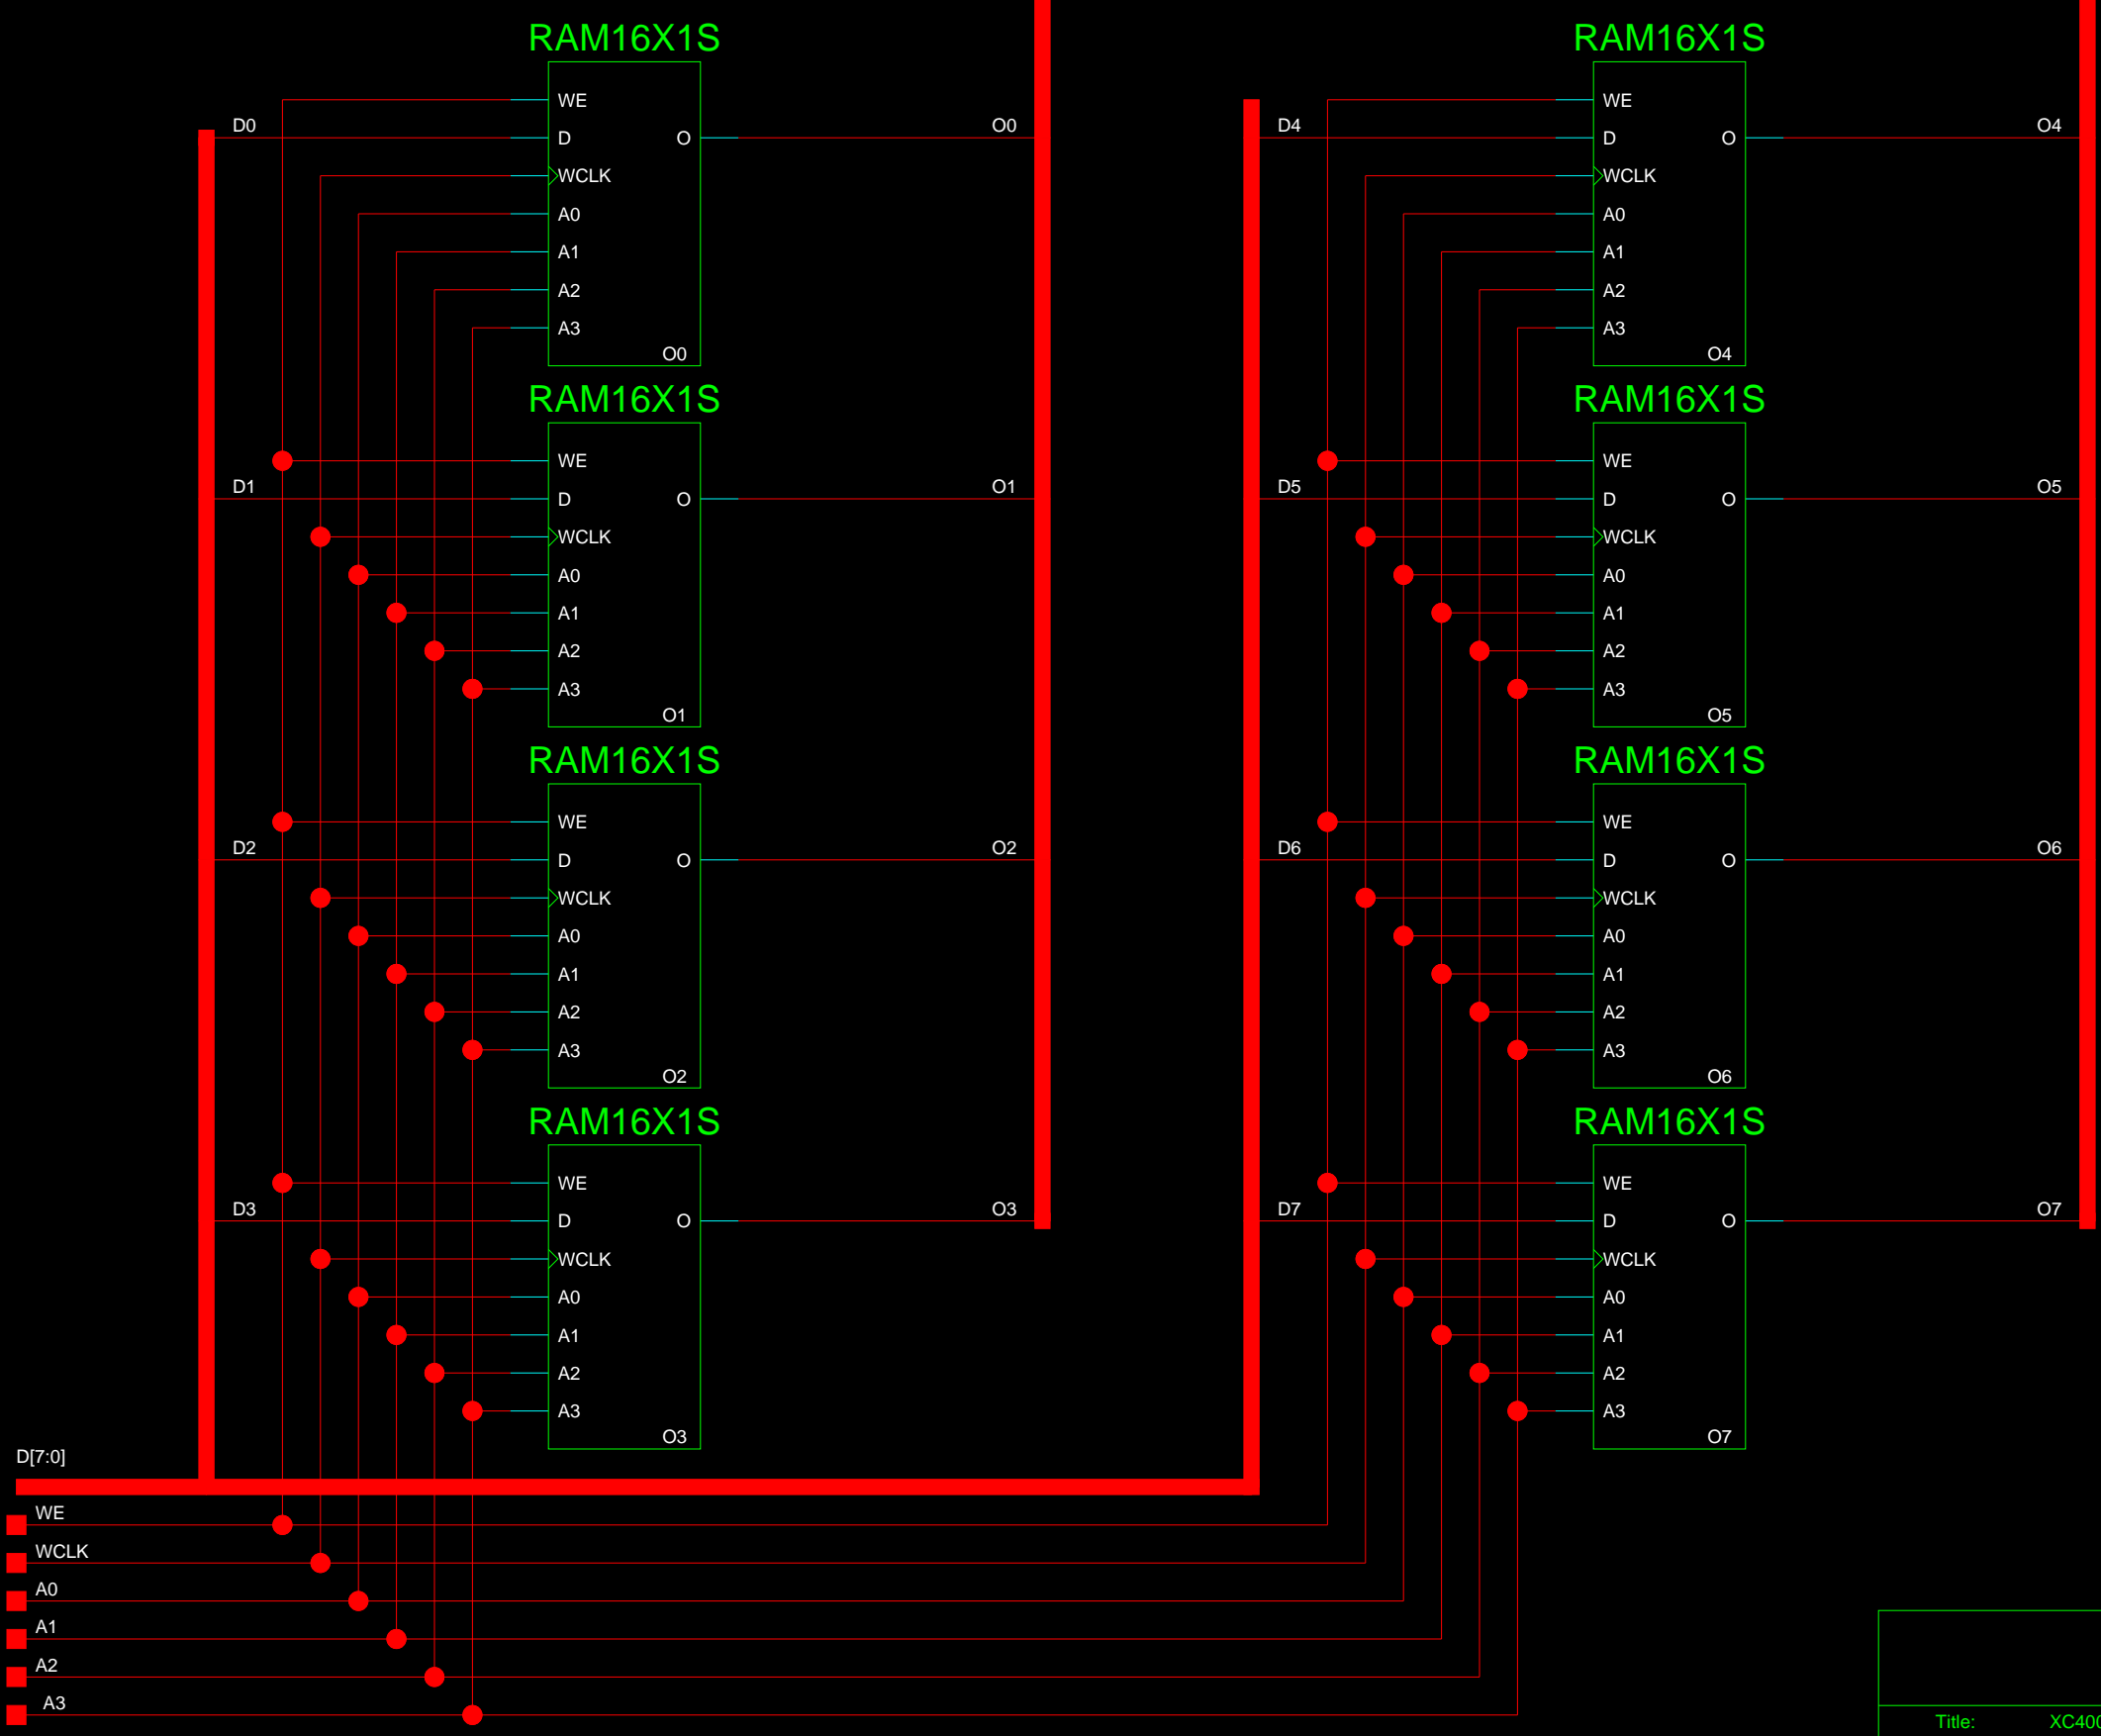 RAM16X1S RAM16X1S
WE WE
D0 D O O0 D4 D O O4
WCLK WCLK
A0 A0
A1 A1
A2 A2
A3 A3
O0 O4
RAM16X1S RAM16X1S
WE WE
D1 D O O1 D5 D O O5
WCLK WCLK
A0 A0
A1 A1
A2 A2
A3 A3
O1 O5
RAM16X1S RAM16X1S
WE WE
D2 D O O2 D6 D O O6
WCLK WCLK
A0 A0
A1 A1
A2 A2
A3 A3
O2 O6
RAM16X1S RAM16X1S
WE WE
D3 D O O3 D7 D O O7
WCLK WCLK
A0 A0
A1 A1
A2 A2
A3 A3
O3 O7
D[7:0]
WE
WCLK
A0
A1
A2
A3
Title: